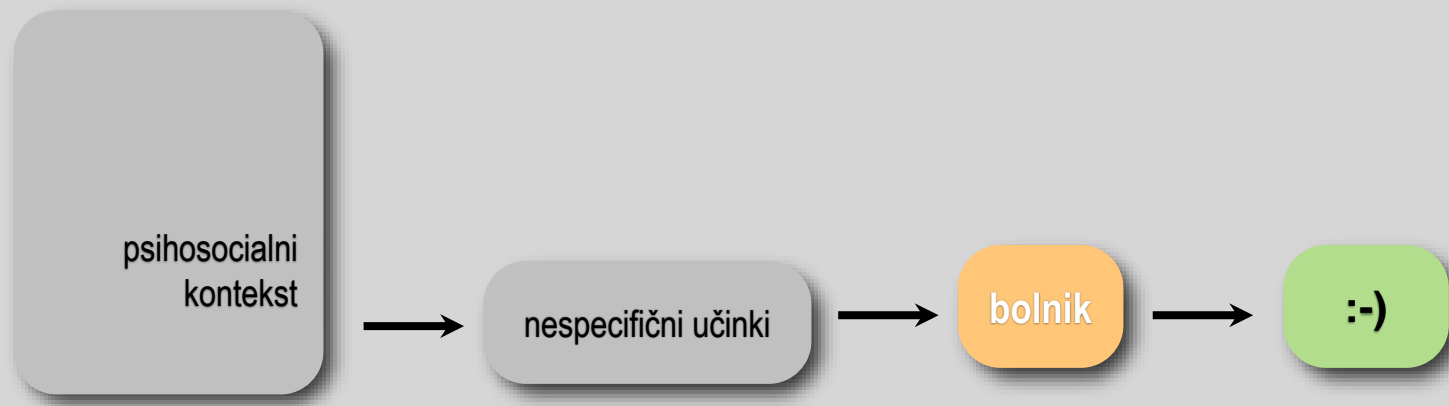 psihosocialni
kontekst
nespecifični učinki
bolnik
:-)